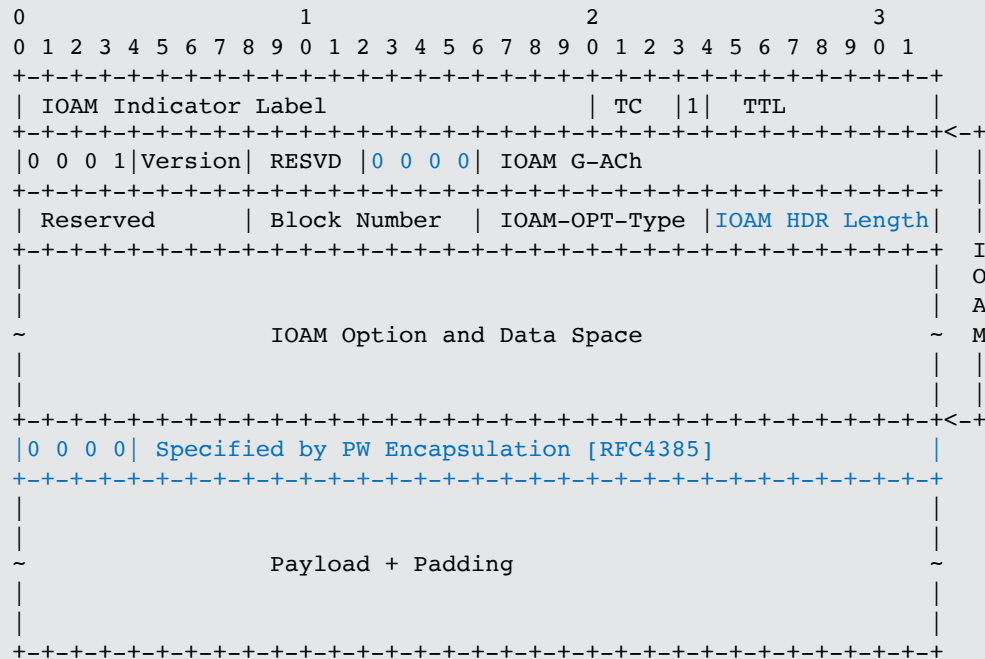 0                   1                   2                   3
0 1 2 3 4 5 6 7 8 9 0 1 2 3 4 5 6 7 8 9 0 1 2 3 4 5 6 7 8 9 0 1
+-+-+-+-+-+-+-+-+-+-+-+-+-+-+-+-+-+-+-+-+-+-+-+-+-+-+-+-+-+-+-+-+
| IOAM Indicator Label                  | TC  |1|  TTL          |
+-+-+-+-+-+-+-+-+-+-+-+-+-+-+-+-+-+-+-+-+-+-+-+-+-+-+-+-+-+-+-+-+<-+
|0 0 0 1|Version| RESVD |0 0 0 0| IOAM G-ACh                    |  |
+-+-+-+-+-+-+-+-+-+-+-+-+-+-+-+-+-+-+-+-+-+-+-+-+-+-+-+-+-+-+-+-+  |
| Reserved      | Block Number  | IOAM-OPT-Type |IOAM HDR Length|  |
+-+-+-+-+-+-+-+-+-+-+-+-+-+-+-+-+-+-+-+-+-+-+-+-+-+-+-+-+-+-+-+-+  I
|                                                               |  O
|                                                               |  A
~                 IOAM Option and Data Space                    ~  M
|                                                               |  |
|                                                               |  |
+-+-+-+-+-+-+-+-+-+-+-+-+-+-+-+-+-+-+-+-+-+-+-+-+-+-+-+-+-+-+-+-+<-+
|0 0 0 0| Specified by PW Encapsulation [RFC4385]               |
+-+-+-+-+-+-+-+-+-+-+-+-+-+-+-+-+-+-+-+-+-+-+-+-+-+-+-+-+-+-+-+-+
|                                                               |
|                                                               |
~                 Payload + Padding                             ~
|                                                               |
|                                                               |
+-+-+-+-+-+-+-+-+-+-+-+-+-+-+-+-+-+-+-+-+-+-+-+-+-+-+-+-+-+-+-+-+